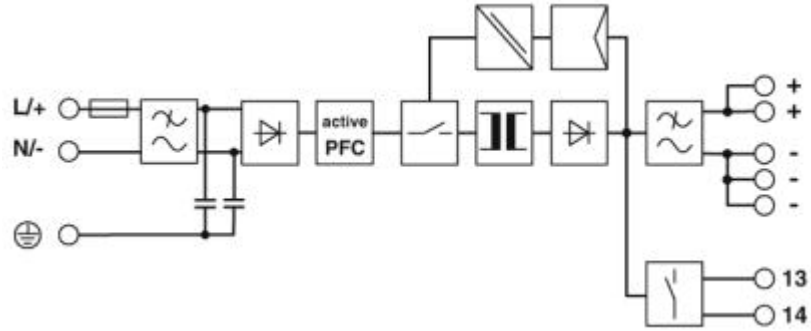 L/+
N/-
active
PFC
+
+
-
-
-
13
14